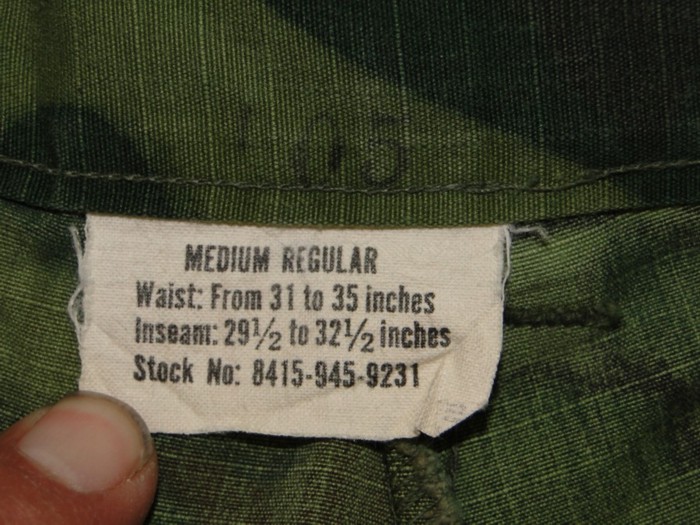 105
MEDIUM REGULAR
Waist: From 31 to 35 inches
Inseam: 29½ to 32½ inches
Stock No: 8415-945-9231